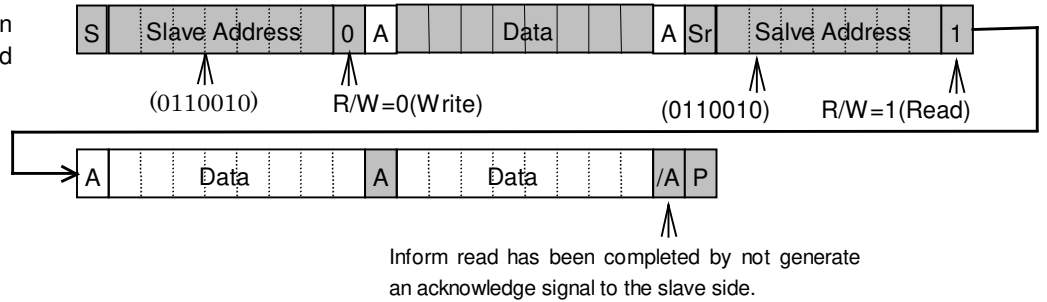 n
d
S Slave Address 0 A Data A Sr Salve Address 1
(0110010) R/W=0(Write) (0110010) R/W=1(Read)
A Data A Data /A P
Inform read has been completed by not generate
an acknowledge signal to the slave side.